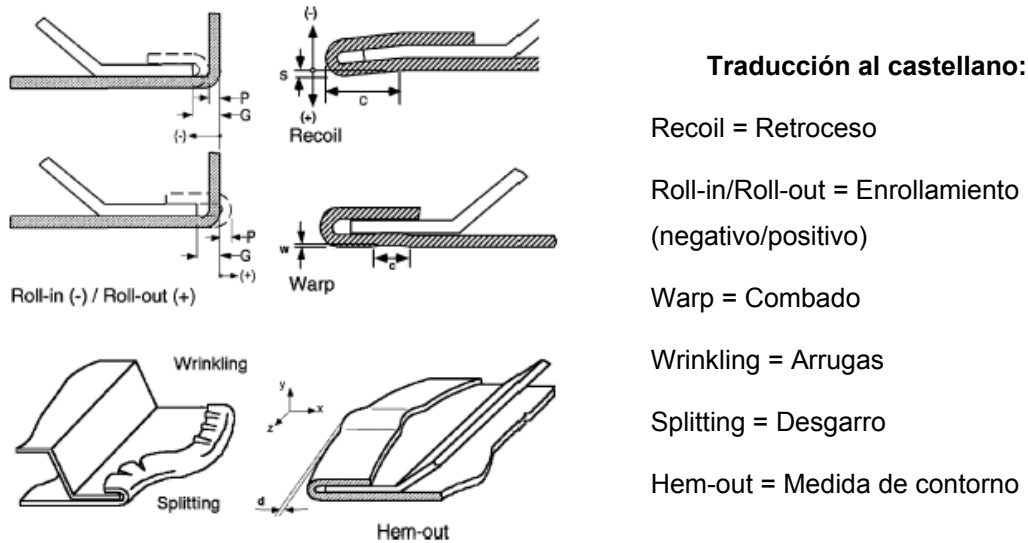 (-)
P
G
(-)
S
C
(+)
Recoil
P
G
(+)
Roll-in (-) / Roll-out (+)
w
c
Warp
Wrinkling
Splitting
y
x
z
d
Hem-out
Traducción al castellano:
Recoil = Retroceso
Roll-in/Roll-out = Enrollamiento
(negativo/positivo)
Warp = Combado
Wrinkling = Arrugas
Splitting = Desgarro
Hem-out = Medida de contorno